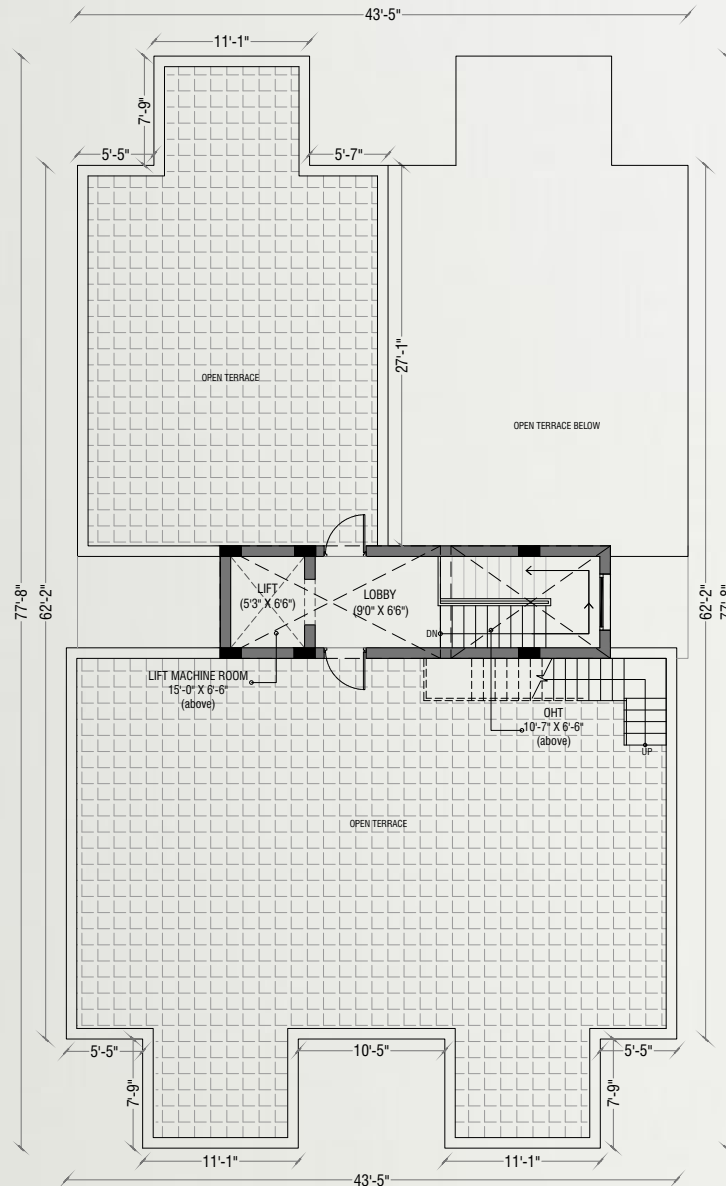 43'-5"
11'-1"
7'-9"
5'-5"
5'-7"
27'-1"
OPEN TERRACE
OPEN TERRACE BELOW
77'-8"
62'-2"
62'-2"
77'-8"
LIFT
(5'3" X 6'6")
LOBBY
(9'0" X 6'6")
DN
LIFT MACHINE ROOM
15'-0" X 6'-6"
(above)
OHT
10'-7" X 6'-6"
(above)
UP
OPEN TERRACE
5'-5"
10'-5"
5'-5"
7'-9"
7'-9"
11'-1"
11'-1"
43'-5"